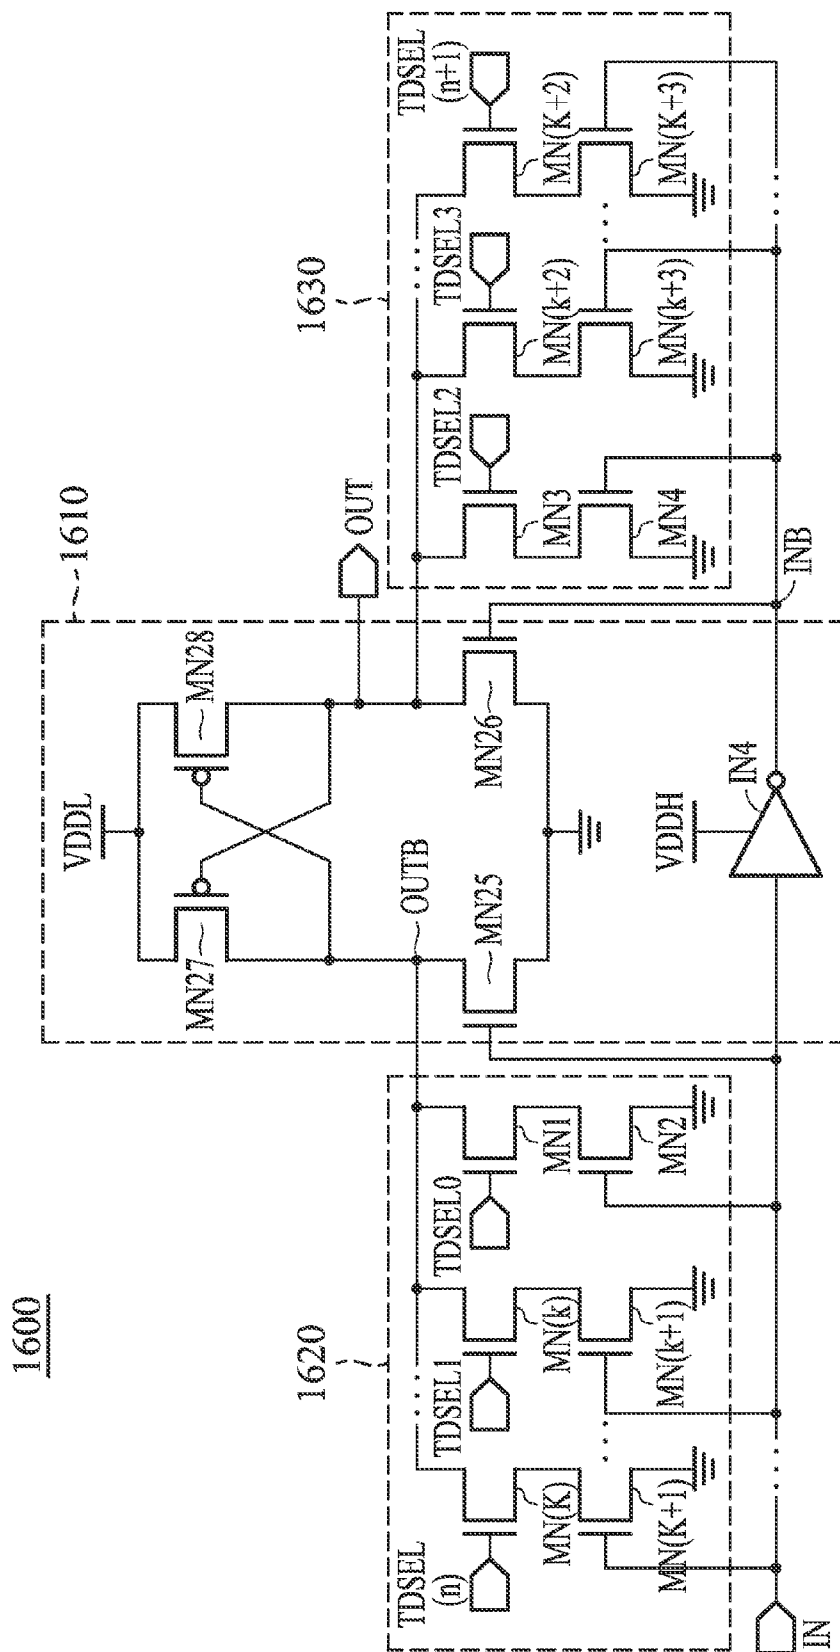 1600
1610
VDDL
MN27
MN28
OUTB
OUT
MN25
MN26
VDDH
IN4
INB
1620
TDSEL
(n)
TDSEL1
TDSEL0
MN(K)
MN(k)
MN1
MN(K+1)
MN(k+1)
MN2
IN
1630
TDSEL2
TDSEL3
TDSEL
(n+1)
MN3
MN(k+2)
MN(K+2)
MN4
MN(k+3)
MN(K+3)